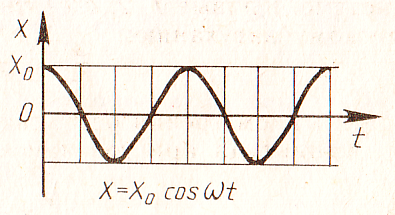 X
X₀
0
t
X=X₀ cos ωt